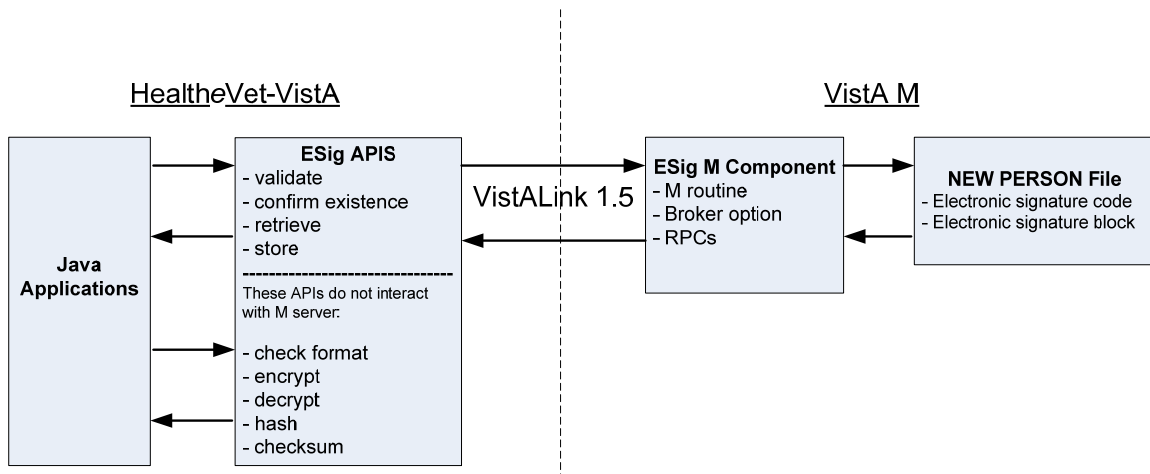 HealtheVet-VistA
VistA M
Java
Applications
ESig APIS
- validate
- confirm existence
- retrieve
- store
---------------------------------
These APIs do not interact
with M server:
- check format
- encrypt
- decrypt
- hash
- checksum
VistALink 1.5
ESig M Component
- M routine
- Broker option
- RPCs
NEW PERSON File
- Electronic signature code
- Electronic signature block